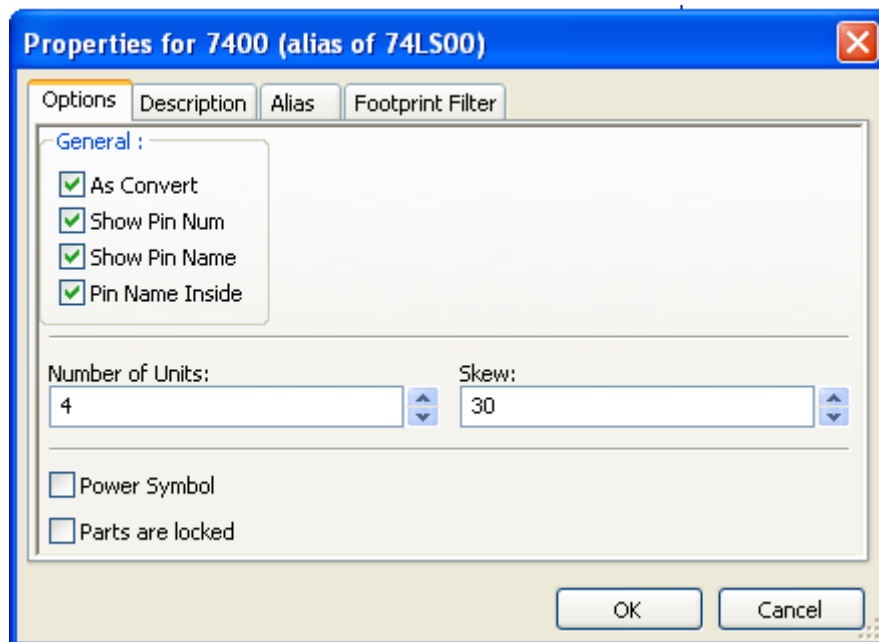 Properties for 7400 (alias of 74LS00)
Options Description Alias Footprint Filter
General :
As Convert
Show Pin Num
Show Pin Name
Pin Name Inside
Number of Units: Skew:
4 30
Power Symbol
Parts are locked
OK Cancel